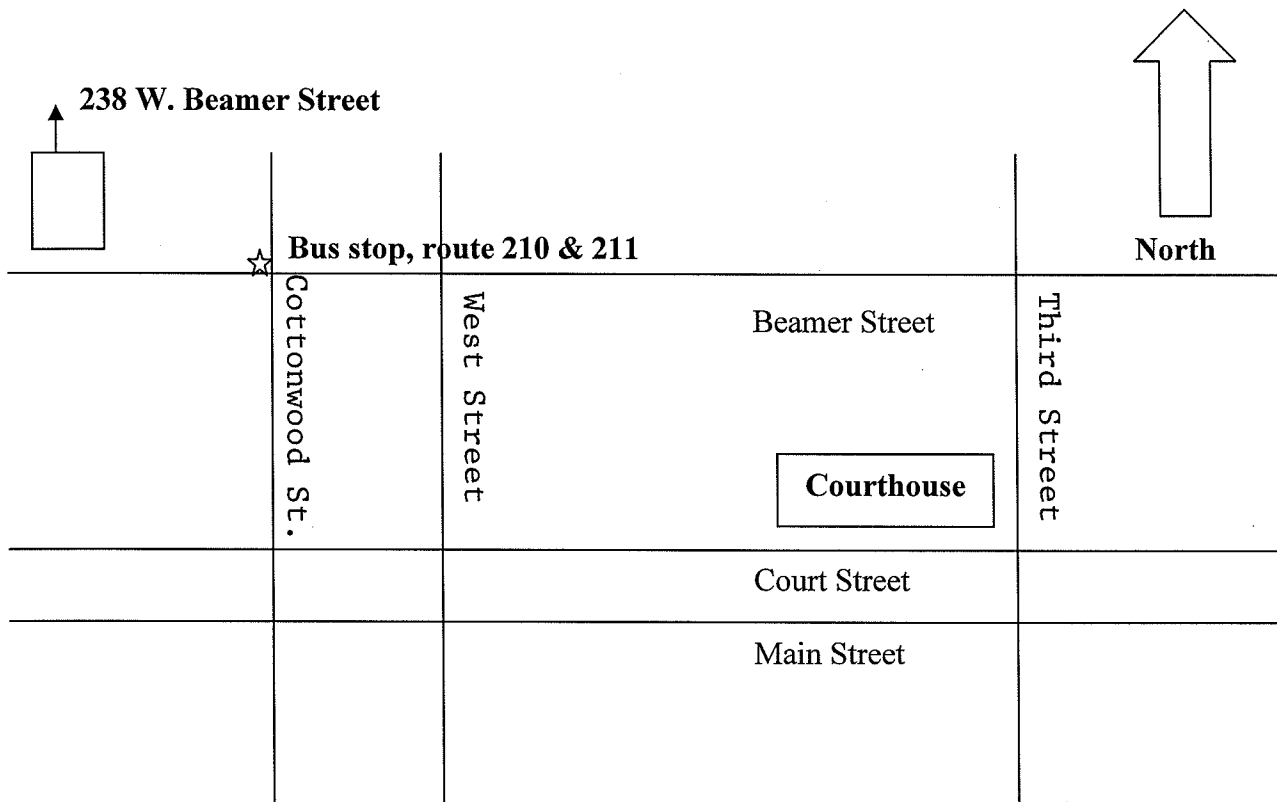 238 W. Beamer Street
Bus stop, route 210 & 211
North
Cottonwood St.
West Street
Beamer Street
Third Street
Courthouse
Court Street
Main Street